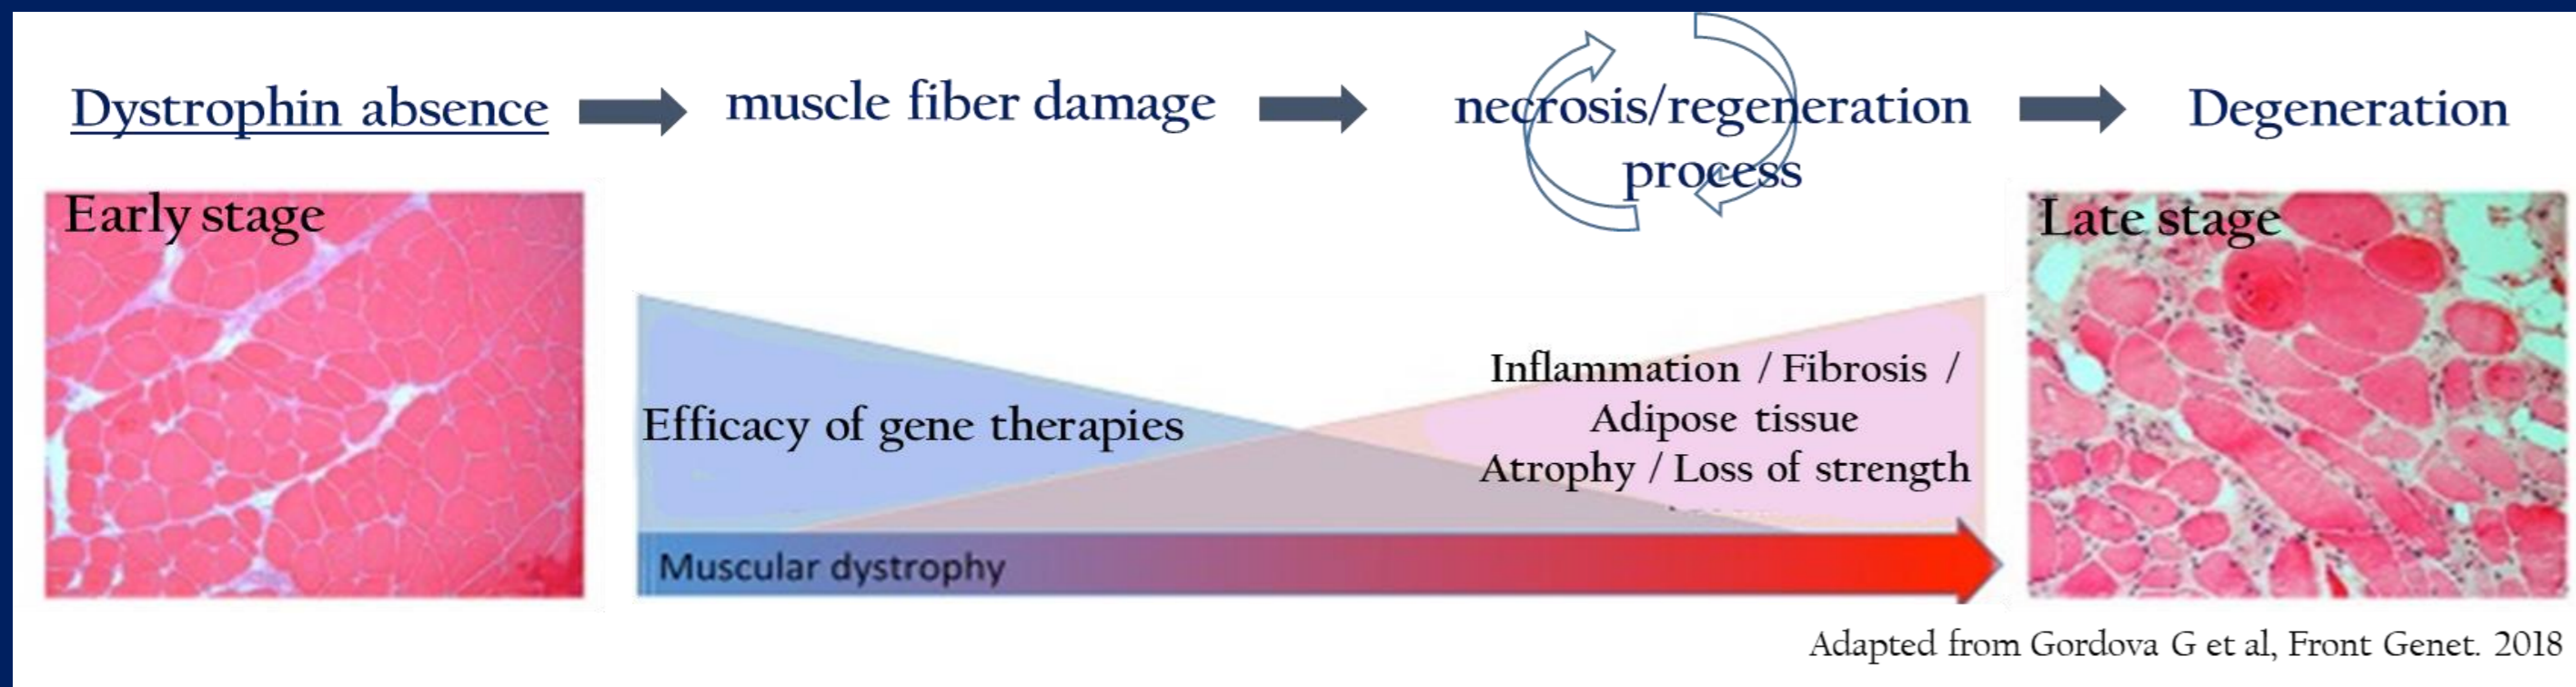 Dystrophin absence
muscle fiber damage
necrosis/regeneration
process
Degeneration
Early stage
Late stage
Efficacy of gene therapies
Inflammation / Fibrosis /
Adipose tissue
Atrophy / Loss of strength
Muscular dystrophy
Adapted from Gordova G et al, Front Genet. 2018